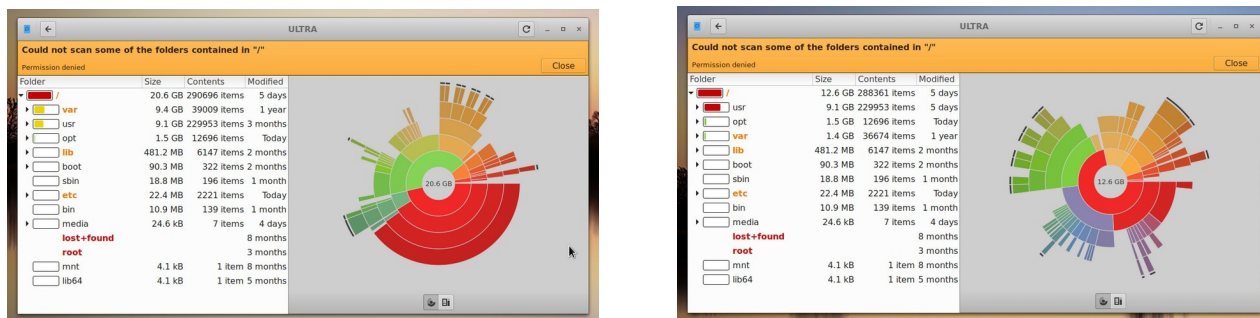 ULTRA
Could not scan some of the folders contained in "/"
Permission denied
Close
Folder Size Contents Modified
/ 20.6 GB 290696 items 5 days
var 9.4 GB 39009 items 1 year
usr 9.1 GB 229953 items 3 months
opt 1.5 GB 12696 items Today
lib 481.2 MB 6147 items 2 months
boot 90.3 MB 322 items 2 months
sbin 18.8 MB 196 items 1 month
etc 22.4 MB 2221 items Today
bin 10.9 MB 139 items 1 month
media 24.6 kB 7 items 4 days
lost+found 8 months
root 3 months
mnt 4.1 kB 1 item 8 months
lib64 4.1 kB 1 item 5 months
20.6 GB
ULTRA
Could not scan some of the folders contained in "/"
Permission denied
Close
Folder Size Contents Modified
/ 12.6 GB 288361 items 5 days
usr 9.1 GB 229953 items 5 days
opt 1.5 GB 12696 items Today
var 1.4 GB 36674 items 1 year
lib 481.2 MB 6147 items 2 months
boot 90.3 MB 322 items 2 months
sbin 18.8 MB 196 items 1 month
etc 22.4 MB 2221 items Today
bin 10.9 MB 139 items 1 month
media 24.6 kB 7 items 4 days
lost+found 8 months
root 3 months
mnt 4.1 kB 1 item 8 months
lib64 4.1 kB 1 item 5 months
12.6 GB